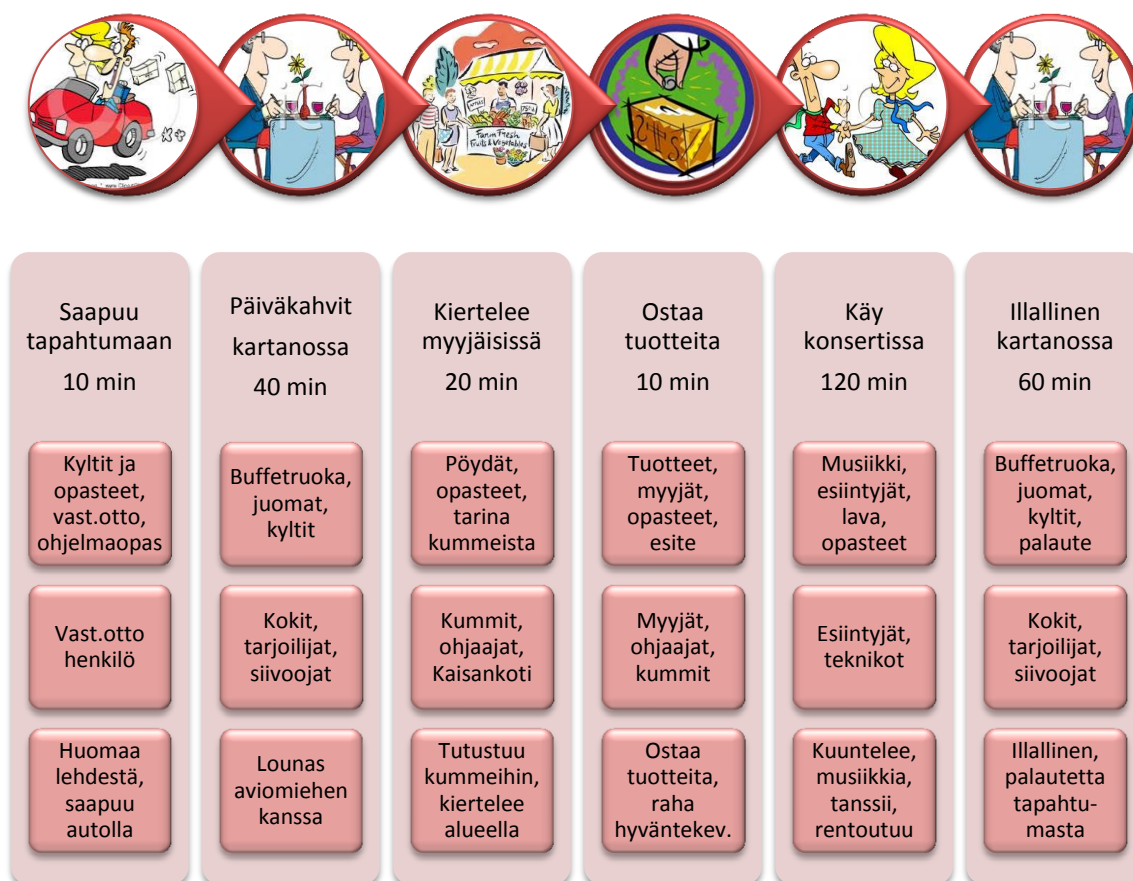 Farm Fresh
Fruits & Vegetables
Saapuu
tapahtumaan
10 min
Kyltit ja
opasteet,
vast.otto,
ohjelmaopas
Vast.otto
henkilö
Huomaa
lehdestä,
saapuu
autolla
Päiväkahvit
kartanossa
40 min
Buffetruoka,
juomat,
kyltit
Kokit,
tarjoilijat,
siivoojat
Lounas
aviomiehen
kanssa
Kiertelee
myyjäisissä
20 min
Pöydät,
opasteet,
tarina
kummeista
Kummit,
ohjaajat,
Kaisankoti
Tutustuu
kummeihin,
kiertelee
alueella
Ostaa
tuotteita
10 min
Tuotteet,
myyjät,
opasteet,
esite
Myyjät,
ohjaajat,
kummit
Ostaa
tuotteita,
raha
hyväntekev.
Käy
konsertissa
120 min
Musiikki,
esiintyjät,
lava,
opasteet
Esiintyjät,
teknikot
Kuuntelee,
musiikkia,
tanssii,
rentoutuu
Illallinen
kartanossa
60 min
Buffetruoka,
juomat,
kyltit,
palaute
Kokit,
tarjoilijat,
siivoojat
Illallinen,
palautetta
tapahtu-
masta